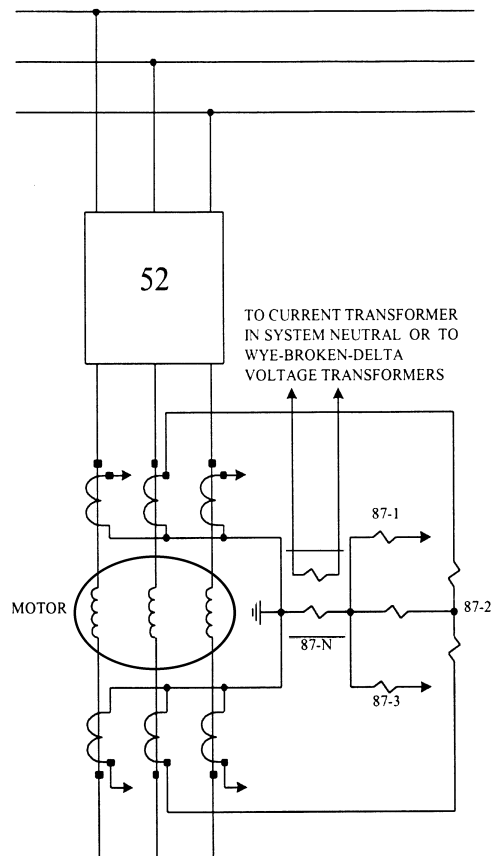 52
TO CURRENT TRANSFORMER
IN SYSTEM NEUTRAL OR TO
WYE-BROKEN-DELTA
VOLTAGE TRANSFORMERS
87-1
MOTOR
87-2
87-N
87-3